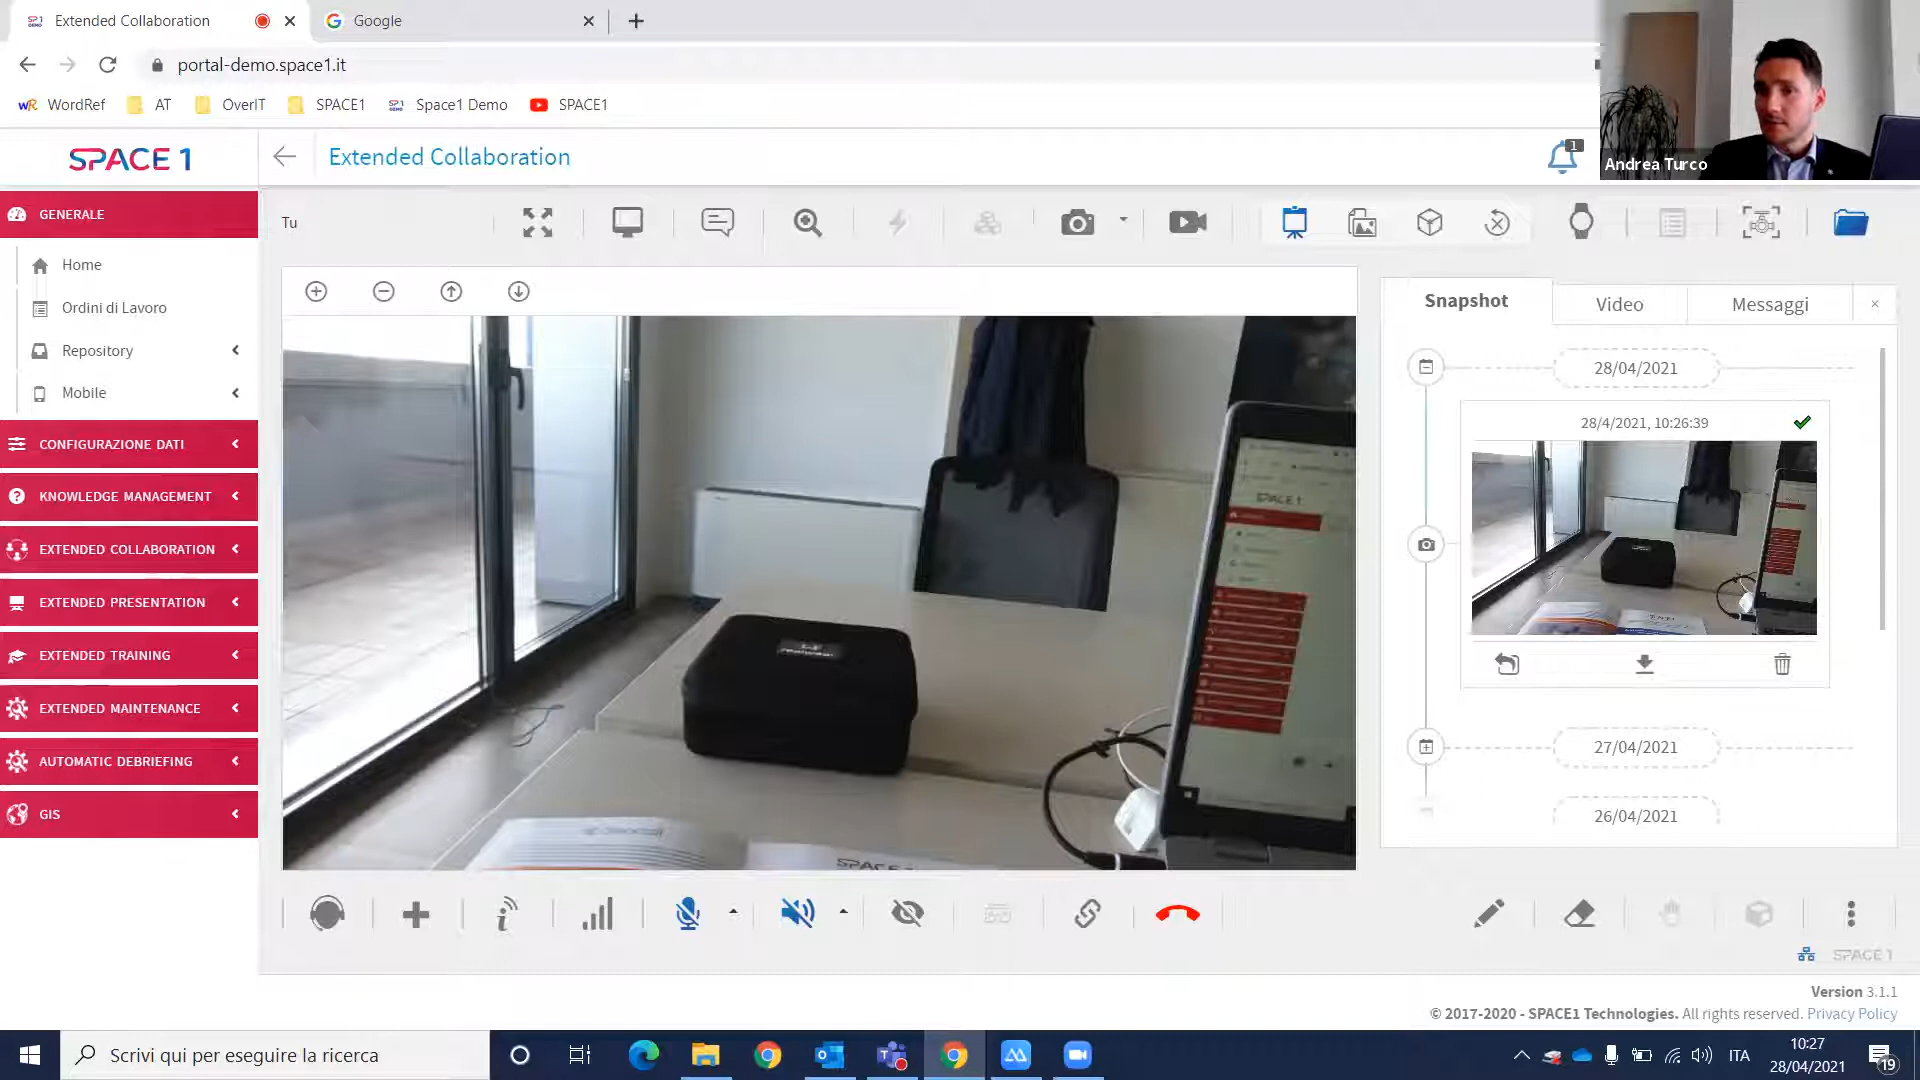 Extended Collaboration
Google
portal-demo.space1.it
WordRef
AT
OverIT
SPACE1
Space1 Demo
SPACE1
Andrea Turco
SPACE 1
Extended Collaboration
1
GENERALE
Tu
Home
Ordini di Lavoro
Repository
Mobile
CONFIGURAZIONE DATI
KNOWLEDGE MANAGEMENT
EXTENDED COLLABORATION
EXTENDED PRESENTATION
EXTENDED TRAINING
EXTENDED MAINTENANCE
AUTOMATIC DEBRIEFING
GIS
Snapshot
Video
Messaggi
28/04/2021
28/4/2021, 10:26:39
27/04/2021
26/04/2021
SPACE 1
SPACE 1
Version 3.1.1
© 2017-2020 - SPACE1 Technologies. All rights reserved. Privacy Policy
Scrivi qui per eseguire la ricerca
ITA
10:27
28/04/2021
19